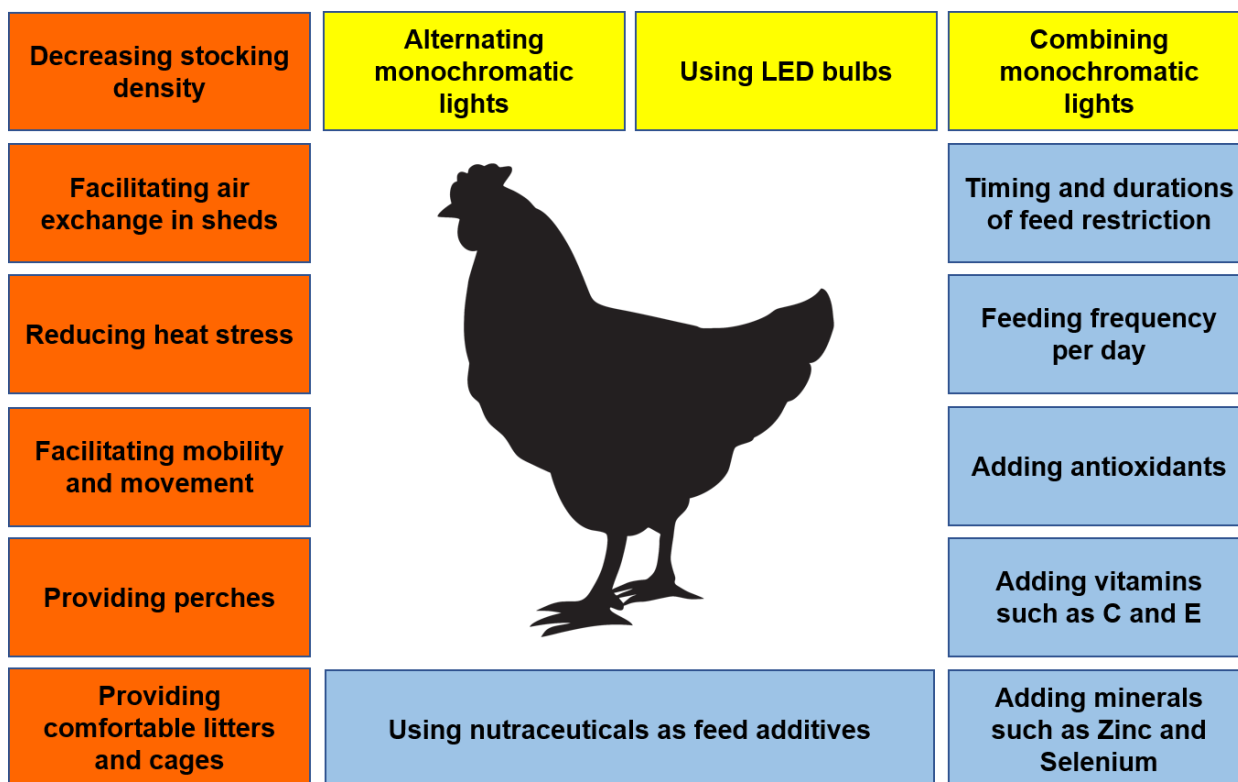 Decreasing stocking
density
Alternating
monochromatic
lights
Using LED bulbs
Combining
monochromatic
lights
Facilitating air
exchange in sheds
Timing and durations
of feed restriction
Reducing heat stress
Feeding frequency
per day
Facilitating mobility
and movement
Adding antioxidants
Providing perches
Adding vitamins
such as C and E
Providing
comfortable litters
and cages
Using nutraceuticals as feed additives
Adding minerals
such as Zinc and
Selenium